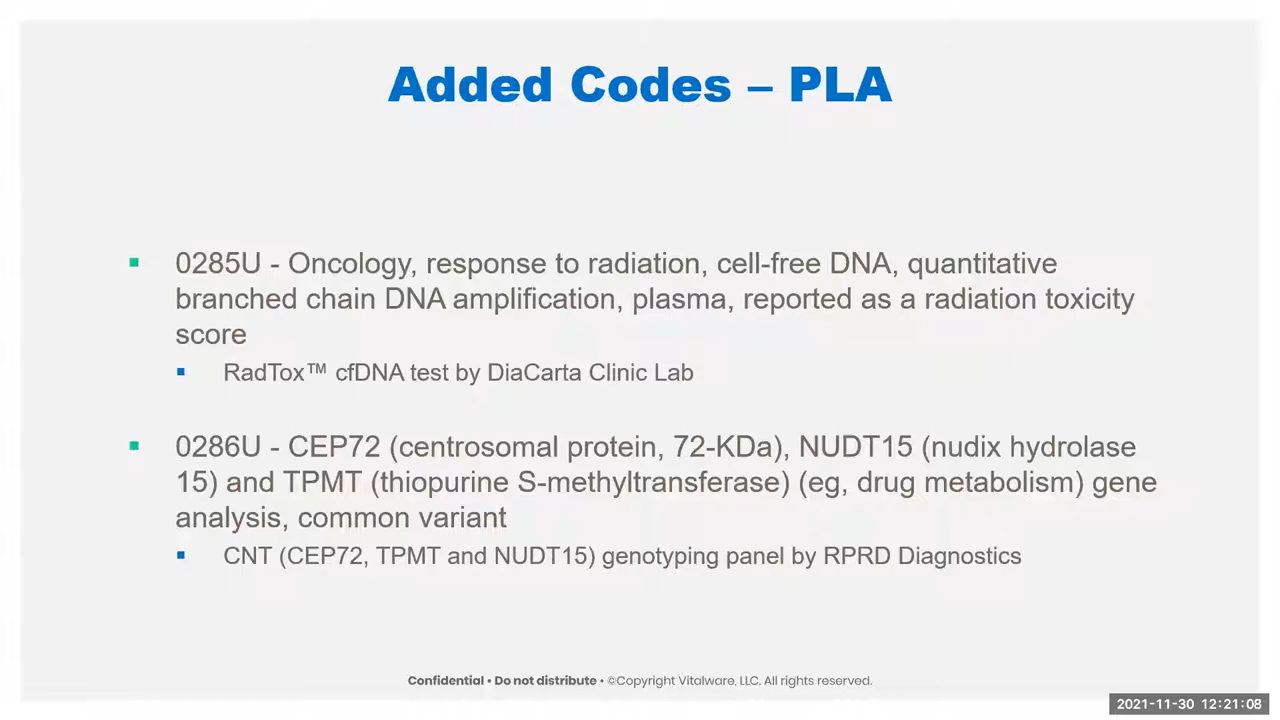 Added Codes – PLA
▪ 0285U - Oncology, response to radiation, cell-free DNA, quantitative
branched chain DNA amplification, plasma, reported as a radiation toxicity
score
▪ RadTox™ cfDNA test by DiaCarta Clinic Lab
▪ 0286U - CEP72 (centrosomal protein, 72-KDa), NUDT15 (nudix hydrolase
15) and TPMT (thiopurine S-methyltransferase) (eg, drug metabolism) gene
analysis, common variant
▪ CNT (CEP72, TPMT and NUDT15) genotyping panel by RPRD Diagnostics
Confidential • Do not distribute • ©Copyright Vitalware, LLC. All rights reserved.
2021-11-30 12:21:08